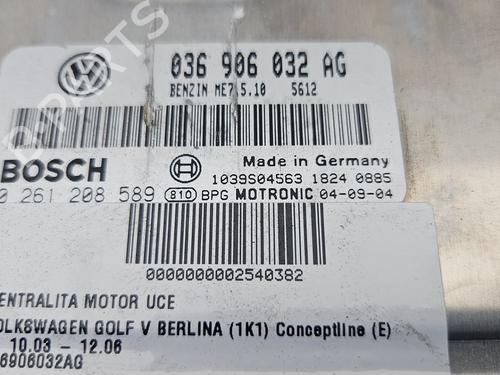 036 906 032 AG
BENZIN ME7.5.10 5612
BOSCH
Made in Germany
1039S04563 1824 0885
0 261 208 589 810 BPG MOTRONIC 04-09-04
0000000002540382
ENTRALITA MOTOR UCE
OLKSWAGEN GOLF V BERLINA (1K1) Conceptline (E)
10.03 - 12.06
6906032AG